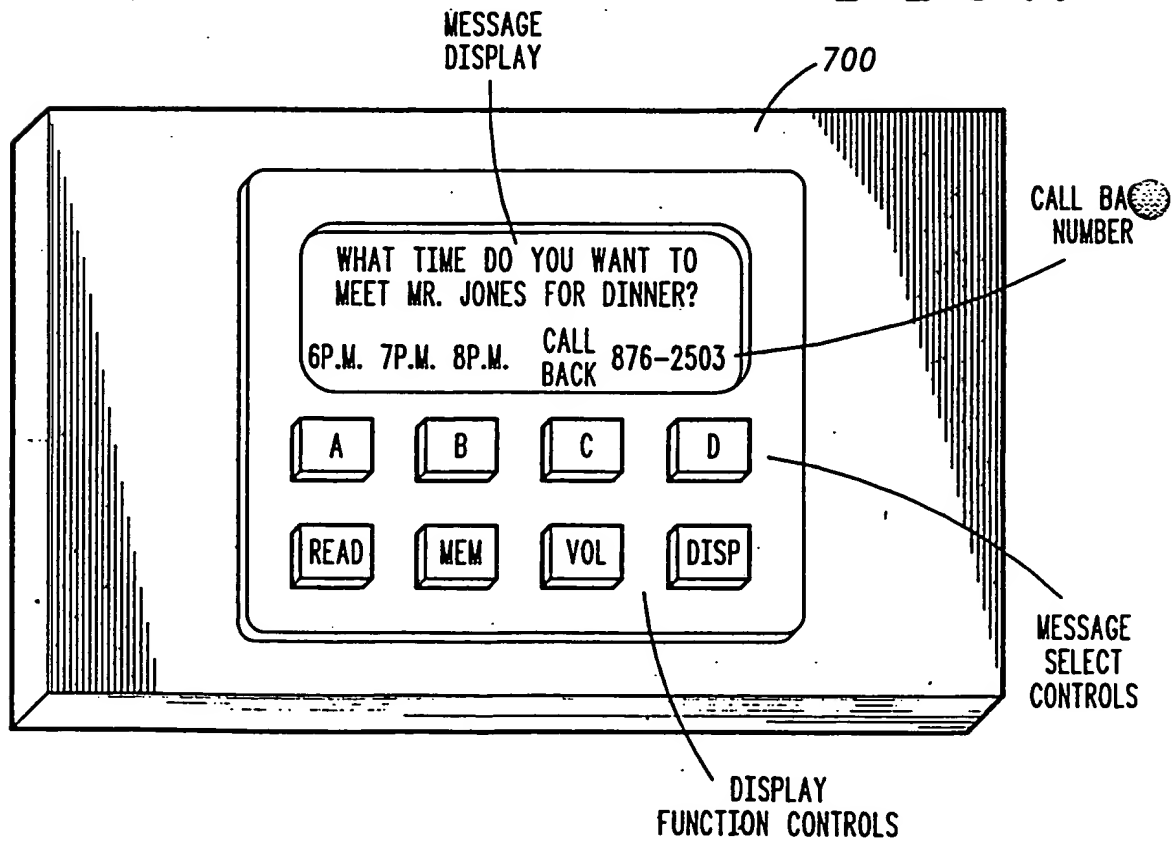 MESSAGE
DISPLAY
700
CALL
NUMBER
WHAT TIME DO YOU WANT TO
MEET MR. JONES FOR DINNER?
6P.M. 7P.M. 8P.M. CALL BACK 876-2503
A B C D
READ MEM VOL DISP
MESSAGE
SELECT
CONTROLS
DISPLAY
FUNCTION CONTROLS